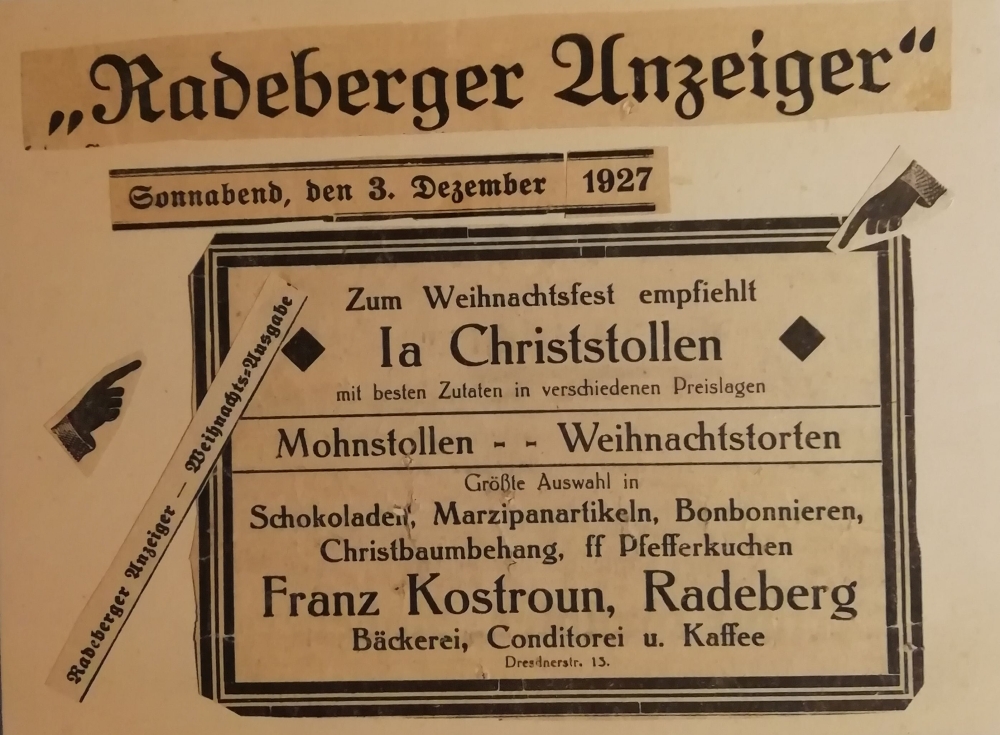 „Radeberger Anzeiger“
Sonnabend, den 3. Dezember 1927
Radeberger Anzeiger — Weihnachts=Ausgabe
Zum Weihnachtsfest empfiehlt
Ia Christstollen
mit besten Zutaten in verschiedenen Preislagen
Mohnstollen - - Weihnachtstorten
Größte Auswahl in
Schokoladen, Marzipanartikeln, Bonbonnieren,
Christbaumbehang, ff Pfefferkuchen
Franz Kostroun, Radeberg
Bäckerei, Conditorei u. Kaffee
Dresdnerstr. 13.